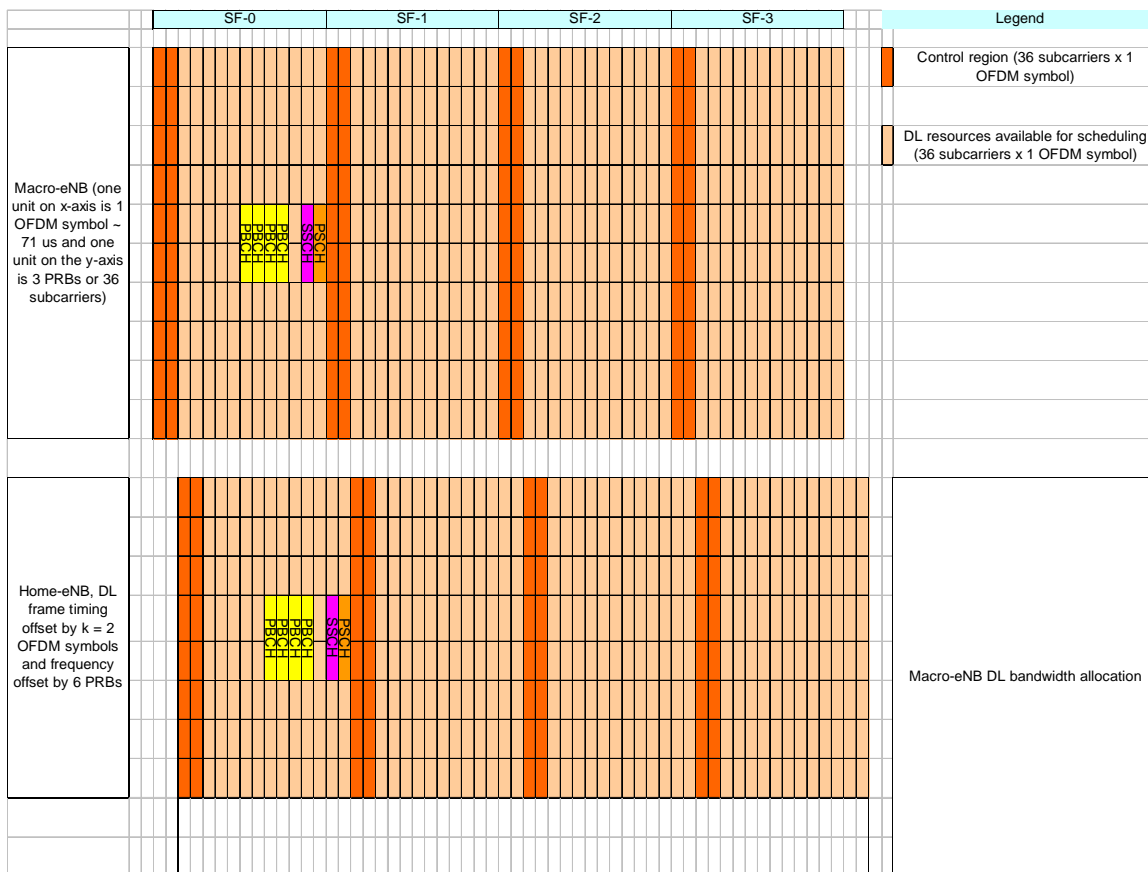 SF-0 SF-1 SF-2 SF-3 Legend
Control region (36 subcarriers x 1
OFDM symbol)
DL resources available for scheduling
(36 subcarriers x 1 OFDM symbol)
Macro-eNB (one
unit on x-axis is 1
OFDM symbol ~
71 us and one
unit on the y-axis
is 3 PRBs or 36
subcarriers)
PBCH
PBCH
PBCH
PBCH
SSCH
PSCH
Home-eNB, DL
frame timing
offset by k = 2
OFDM symbols
and frequency
offset by 6 PRBs
PBCH
PBCH
PBCH
PBCH
SSCH
PSCH
Macro-eNB DL bandwidth allocation